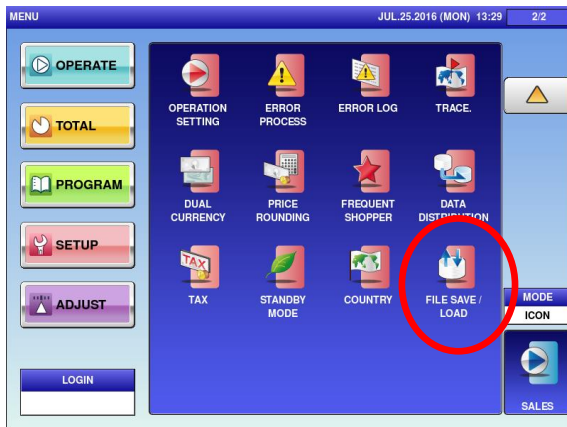 MENU JUL.25.2016 (MON) 13:29 2/2
OPERATE
TOTAL
PROGRAM
SETUP
ADJUST
LOGIN
OPERATION
SETTING
ERROR
PROCESS
ERROR LOG
TRACE.
DUAL
CURRENCY
PRICE
ROUNDING
FREQUENT
SHOPPER
DATA
DISTRIBUTION
TAX
TAX
STANDBY
MODE
COUNTRY
FILE SAVE /
LOAD
MODE
ICON
SALES